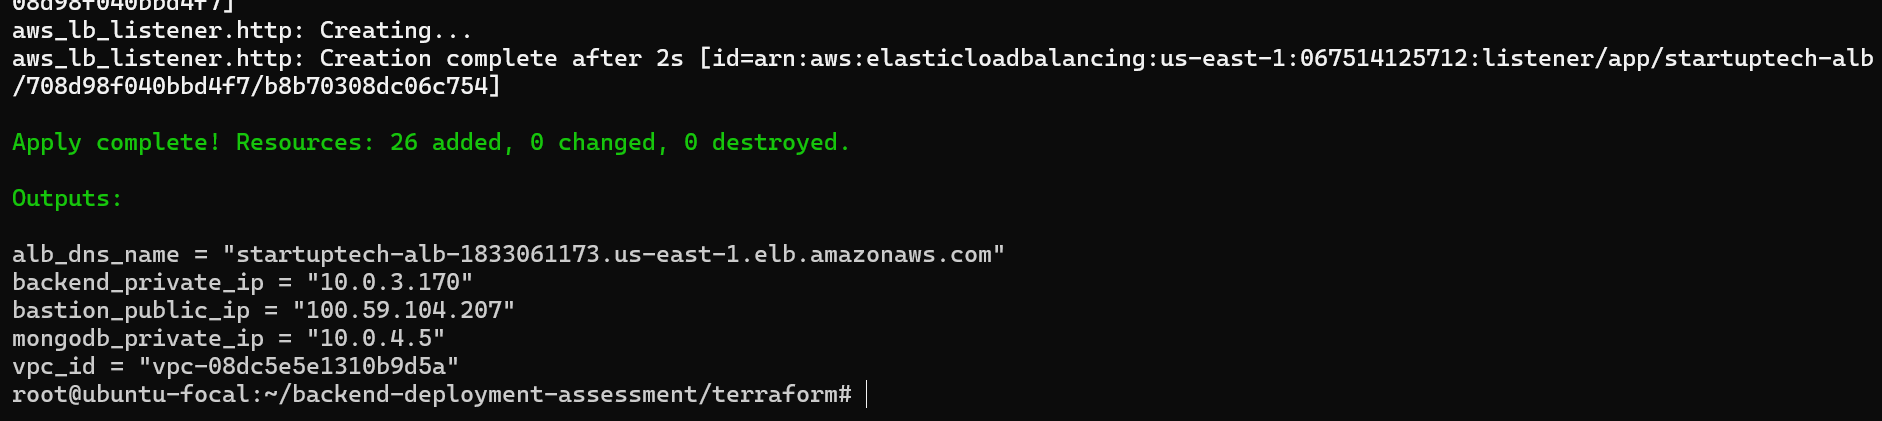 08d98f040bbd4f7]
aws_lb_listener.http: Creating...
aws_lb_listener.http: Creation complete after 2s [id=arn:aws:elasticloadbalancing:us-east-1:067514125712:listener/app/startuptech-alb
/708d98f040bbd4f7/b8b70308dc06c754]
Apply complete! Resources: 26 added, 0 changed, 0 destroyed.
Outputs:
alb_dns_name = "startuptech-alb-1833061173.us-east-1.elb.amazonaws.com"
backend_private_ip = "10.0.3.170"
bastion_public_ip = "100.59.104.207"
mongodb_private_ip = "10.0.4.5"
vpc_id = "vpc-08dc5e5e1310b9d5a"
root@ubuntu-focal:~/backend-deployment-assessment/terraform#